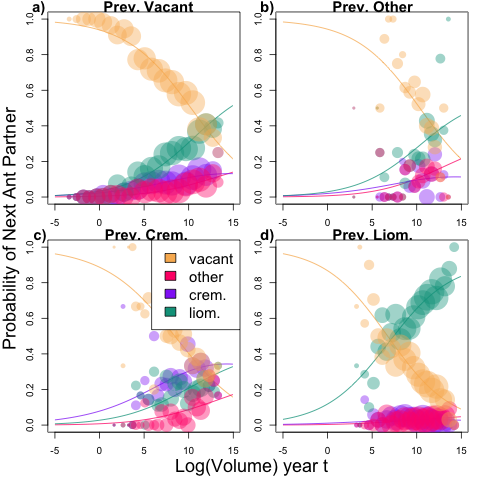 a) Prev. Vacant
b) Prev. Other
0.0 0.2 0.4 0.6 0.8 1.0
0.0 0.2 0.4 0.6 0.8 1.0
-5 0 5 10 15
-5 0 5 10 15
Probability of Next Ant Partner
c) Prev. Crem.
d) Prev. Liom.
vacant
other
crem.
liom.
0.0 0.2 0.4 0.6 0.8 1.0
0.0 0.2 0.4 0.6 0.8 1.0
-5 0 5 10 15
-5 0 5 10 15
Log(Volume) year t